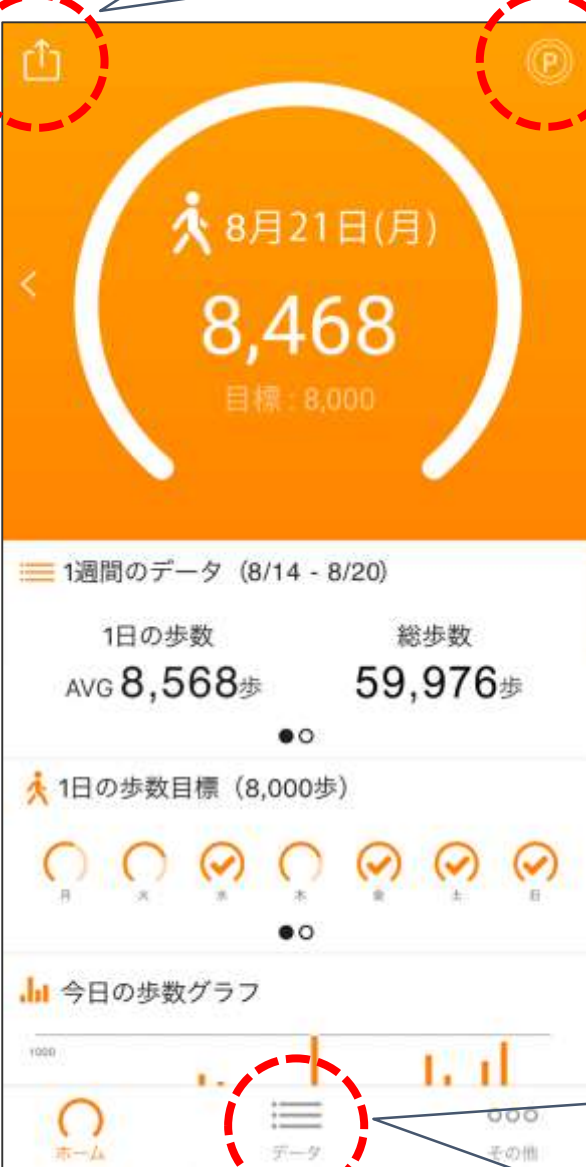 P
8月21日(月)
8,468
目標 : 8,000
1週間のデータ (8/14 - 8/20)
1日の歩数 総歩数
AVG 8,568歩 59,976歩
1日の歩数目標(8,000歩)
月 火 水 木 金 土 日
今日の歩数グラフ
1000
ホーム データ その他